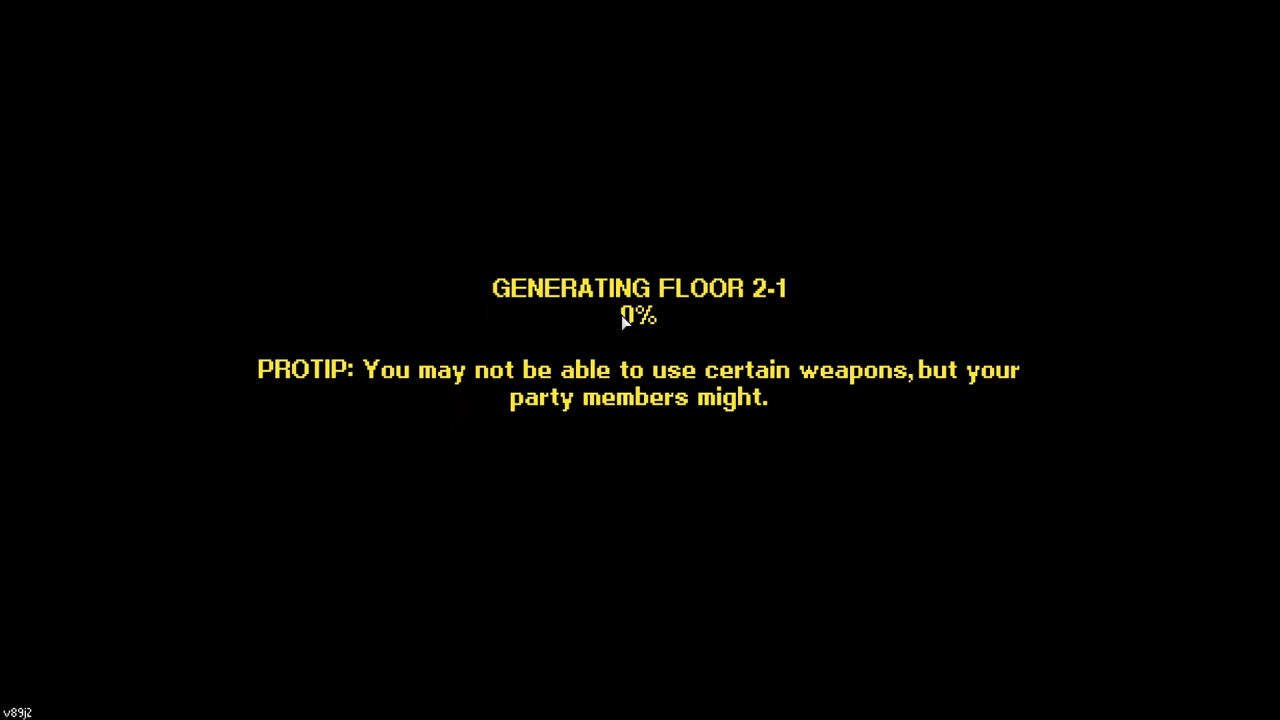 GENERATING FLOOR 2-1
0%
PROTIP: You may not be able to use certain weapons, but your
party members might.
v89j2